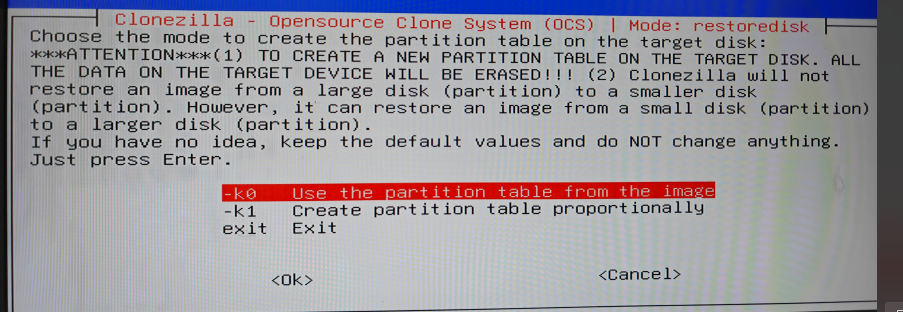 Clonezilla - Opensource Clone System (OCS) | Mode: restoredisk
Choose the mode to create the partition table on the target disk:
***ATTENTION***(1) TO CREATE A NEW PARTITION TABLE ON THE TARGET DISK. ALL
THE DATA ON THE TARGET DEVICE WILL BE ERASED!!! (2) Clonezilla will not
restore an image from a large disk (partition) to a smaller disk
(partition). However, it can restore an image from a small disk (partition)
to a larger disk (partition).
If you have no idea, keep the default values and do NOT change anything.
Just press Enter.
-k0 Use the partition table from the image
-k1 Create partition table proportionally
exit Exit
<Ok> <Cancel>